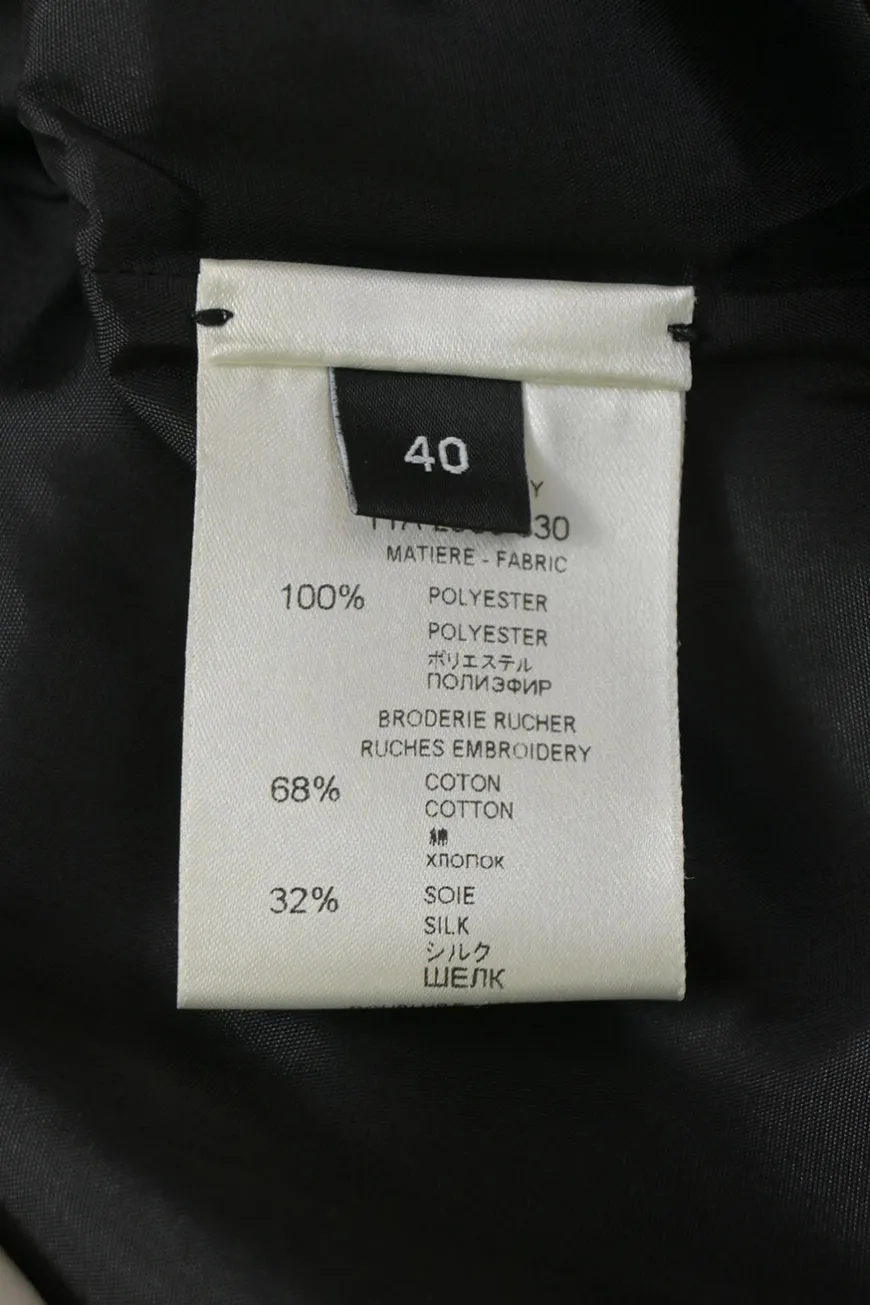 40
MATIERE - FABRIC
100% POLYESTER
POLYESTER
ポリエステル
ПОЛИЭФИР
BRODERIE RUCHER
RUCHES EMBROIDERY
68% COTON
COTTON
綿
ХЛОПОК
32% SOIE
SILK
シルク
ШЕЛК